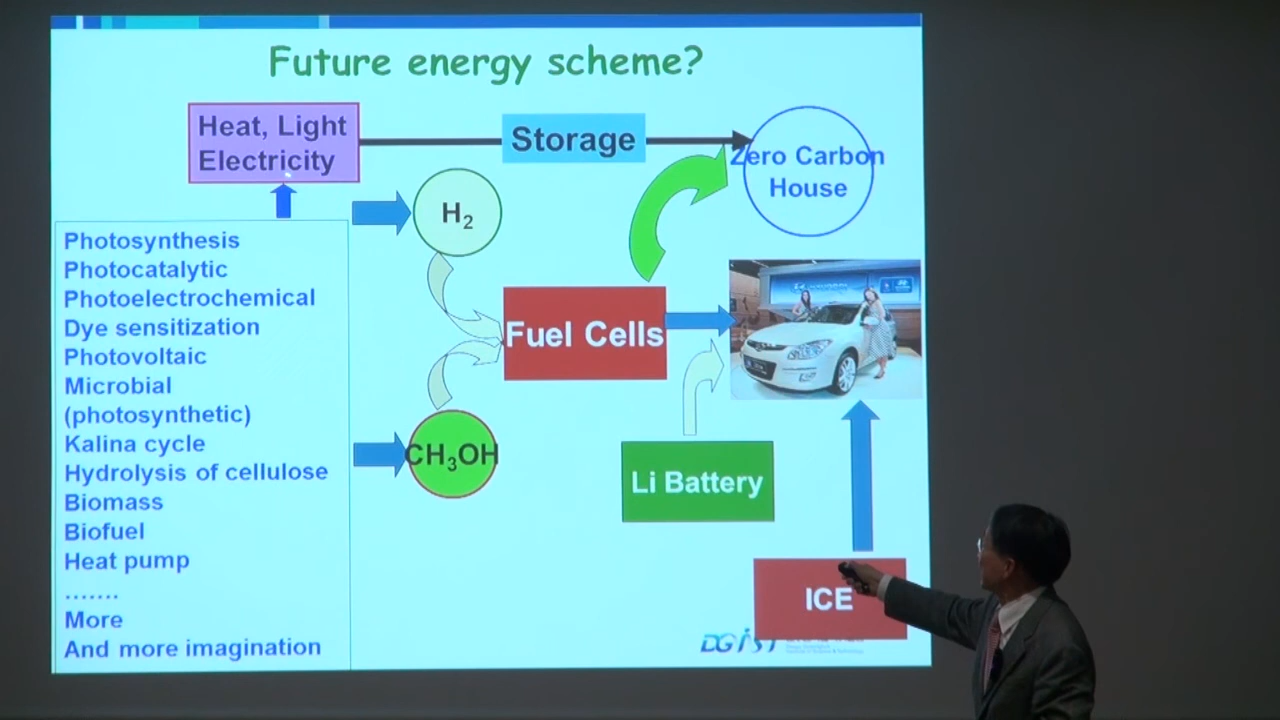 Future energy scheme?
Heat, Light
Electricity
Storage
Zero Carbon
House
H₂
Photosynthesis
Photocatalytic
Photoelectrochemical
Dye sensitization
Photovoltaic
Microbial
(photosynthetic)
Kalina cycle
Hydrolysis of cellulose
Biomass
Biofuel
Heat pump
.......
More
And more imagination
Fuel Cells
CH₃OH
Li Battery
ICE
DGIST